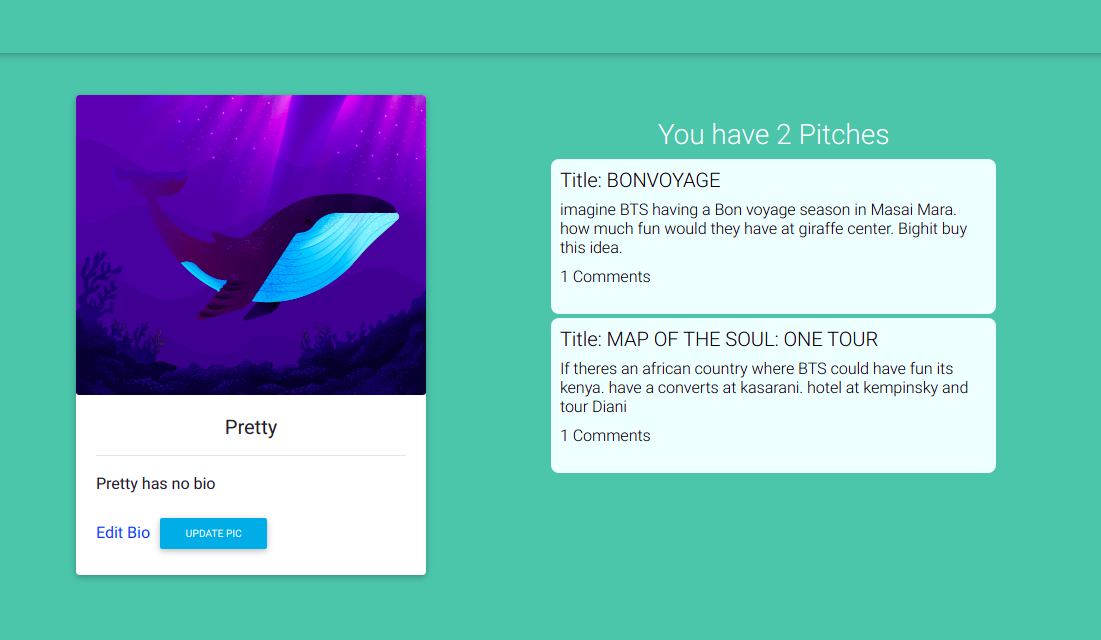 Pretty
Pretty has no bio
Edit Bio UPDATE PIC
You have 2 Pitches
Title: BONVOYAGE
imagine BTS having a Bon voyage season in Masai Mara.
how much fun would they have at giraffe center. Bighit buy
this idea.
1 Comments
Title: MAP OF THE SOUL: ONE TOUR
If theres an african country where BTS could have fun its
kenya. have a converts at kasarani. hotel at kempinsky and
tour Diani
1 Comments